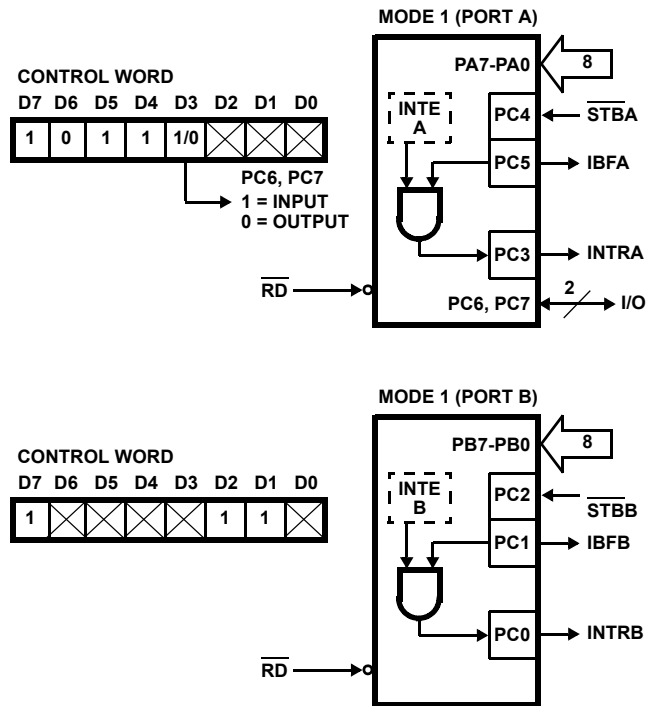 MODE 1 (PORT A)
CONTROL WORD
D7 D6 D5 D4 D3 D2 D1 D0
1 0 1 1 1/0
PC6, PC7
1 = INPUT
0 = OUTPUT
RD
PA7-PA0
8
INTE
A
PC4
STBA
PC5
IBFA
PC3
INTRA
PC6, PC7
2
I/O
MODE 1 (PORT B)
CONTROL WORD
D7 D6 D5 D4 D3 D2 D1 D0
1 1 1
RD
PB7-PB0
8
INTE
B
PC2
STBB
PC1
IBFB
PC0
INTRB